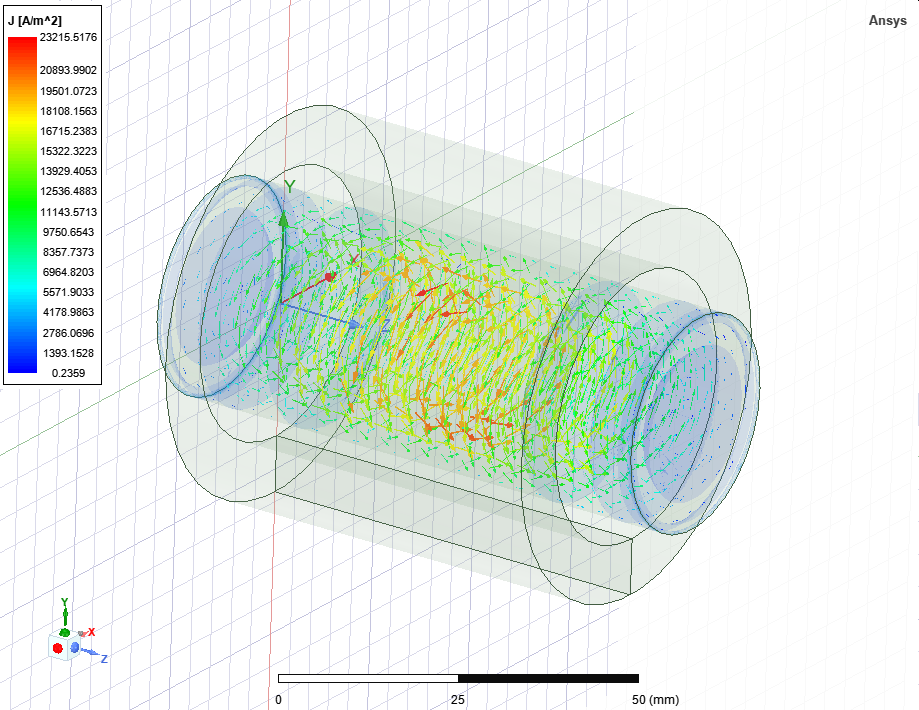 J [A/m^2]
23215.5176
20893.9902
19501.0723
18108.1563
16715.2383
15322.3223
13929.4053
12536.4883
11143.5713
9750.6543
8357.7373
6964.8203
5571.9033
4178.9863
2786.0696
1393.1528
0.2359
Ansys
Y
X
Z
Y
X
Z
0 25 50 (mm)